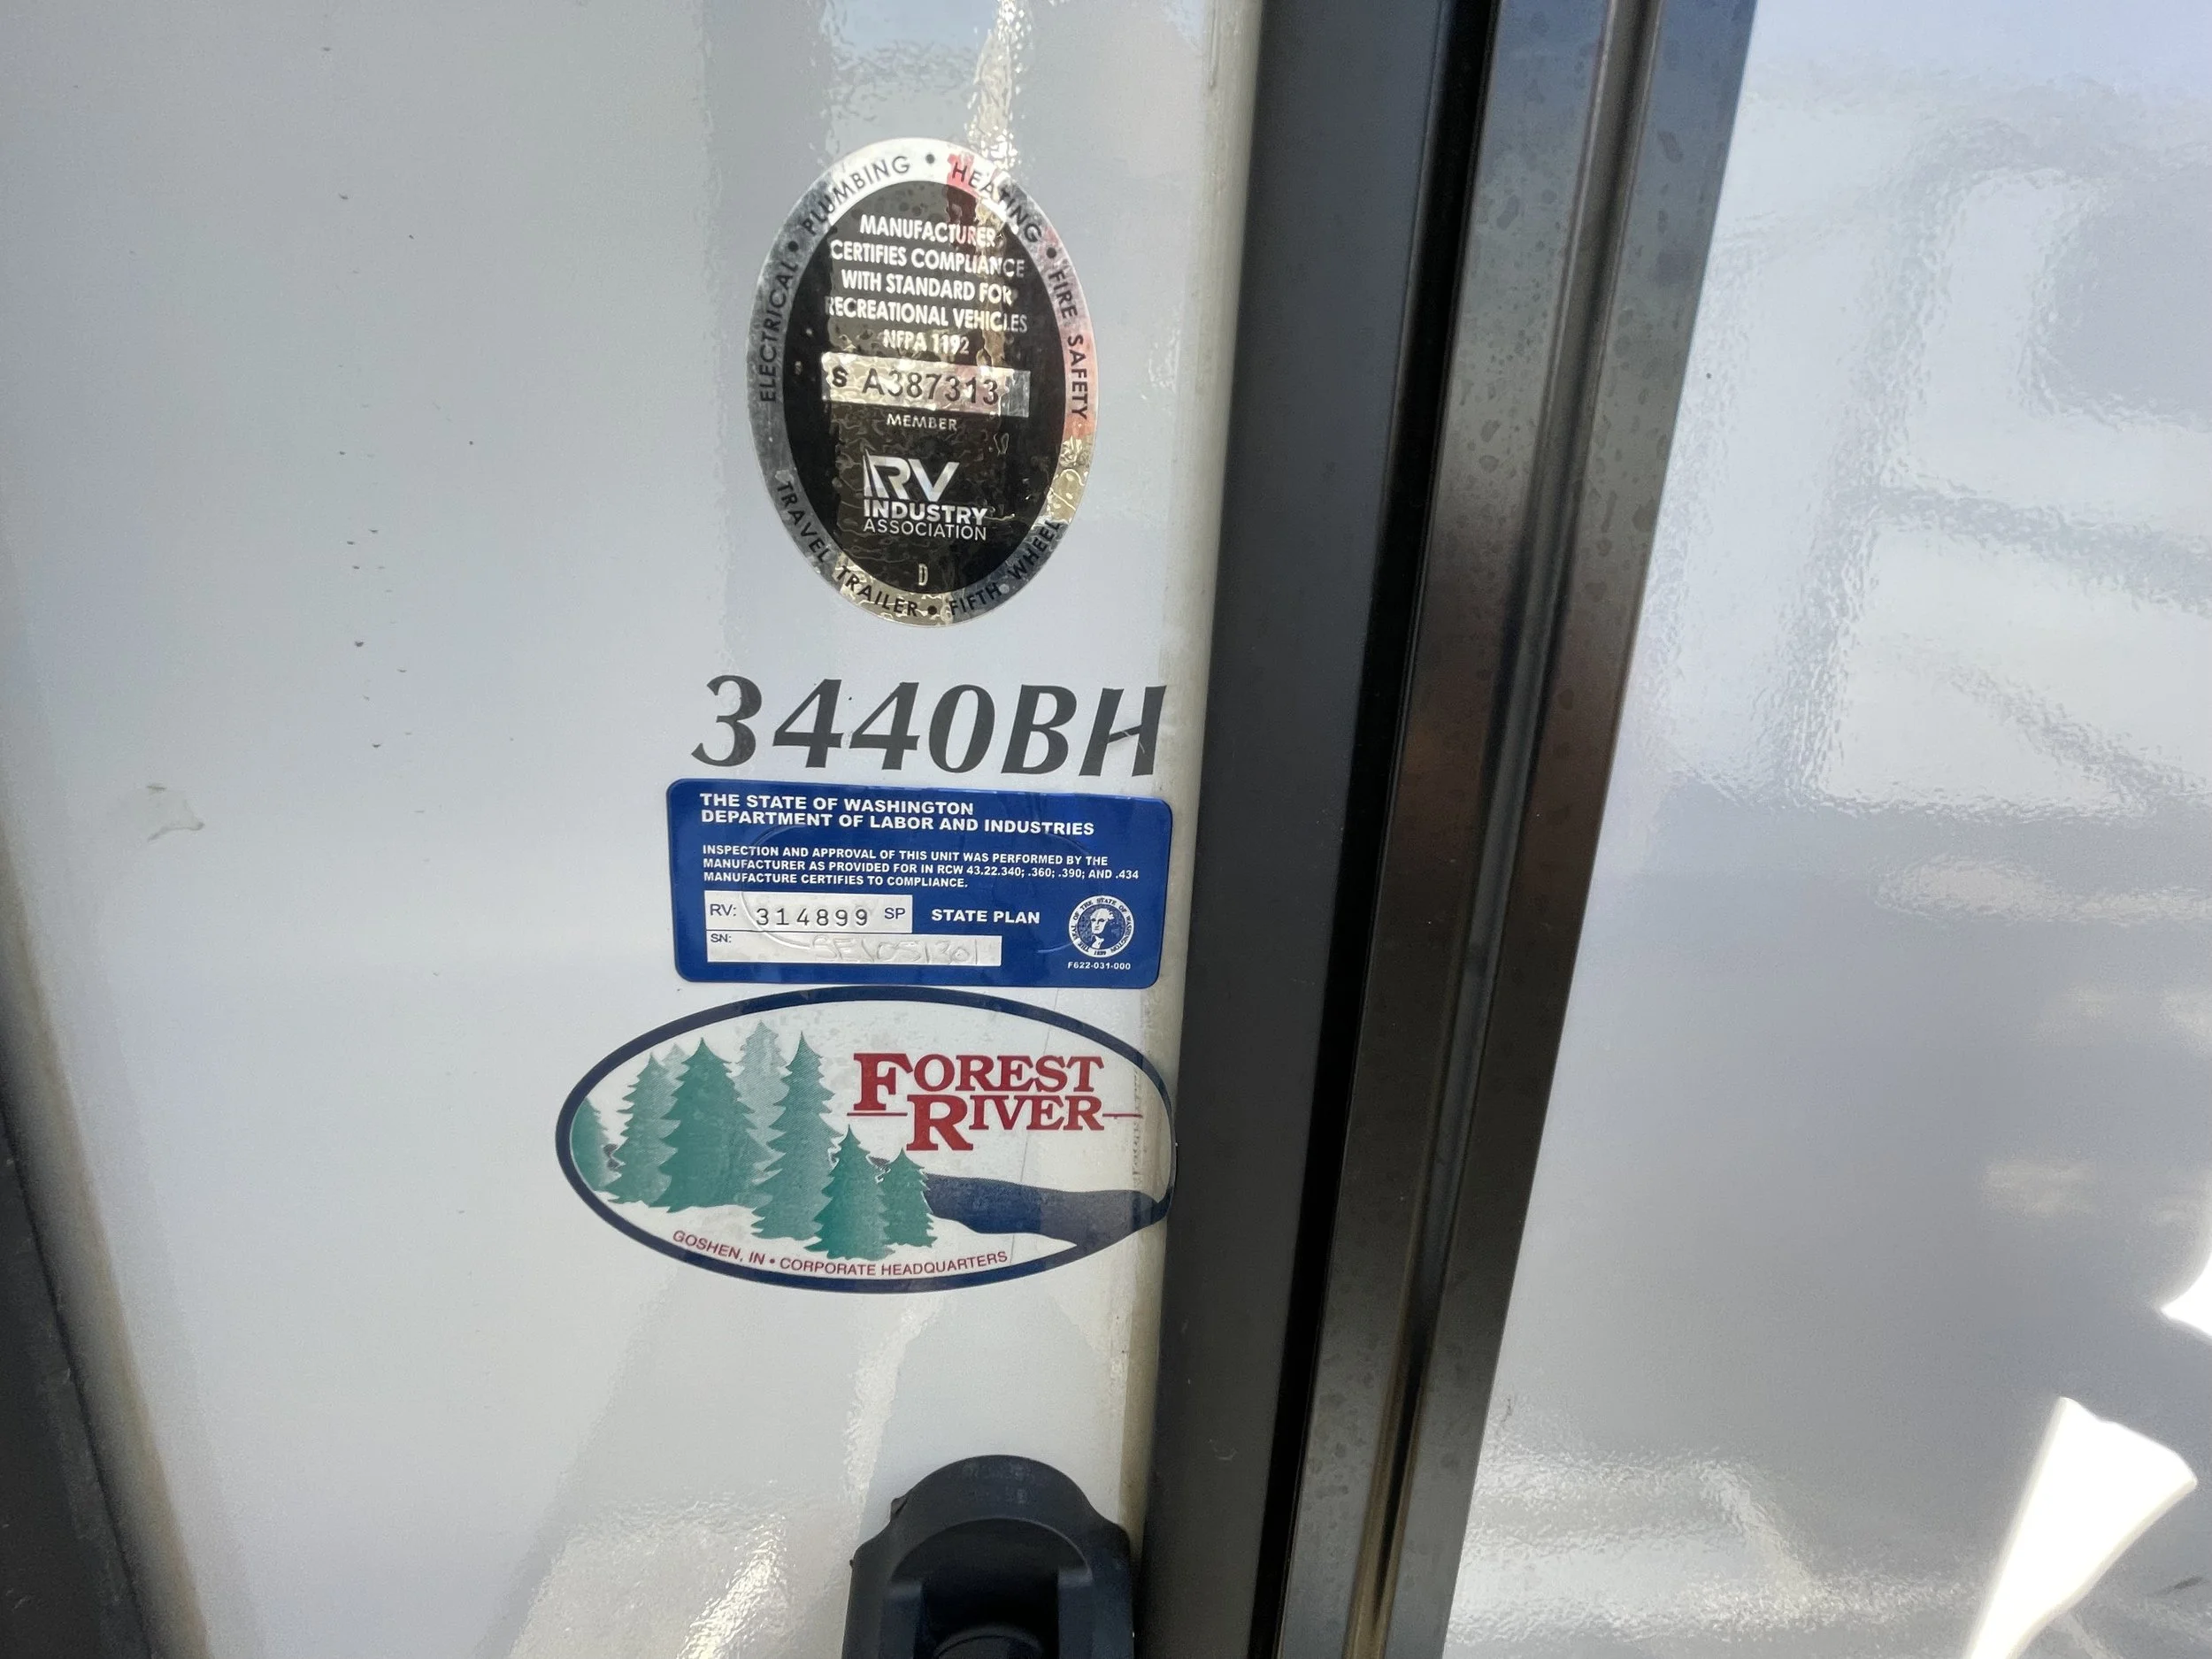 ELECTRICAL • PLUMBING • HEATING • FIRE SAFETY
MANUFACTURER
CERTIFIES COMPLIANCE
WITH STANDARD FOR
RECREATIONAL VEHICLES
NFPA 1192
S A387313
MEMBER
RV
INDUSTRY
ASSOCIATION
D
TRAVEL TRAILER • FIFTH WHEEL
3440BH
THE STATE OF WASHINGTON
DEPARTMENT OF LABOR AND INDUSTRIES
INSPECTION AND APPROVAL OF THIS UNIT WAS PERFORMED BY THE
MANUFACTURER AS PROVIDED FOR IN RCW 43.22.340; .360; .390; AND .434
MANUFACTURE CERTIFIES TO COMPLIANCE.
RV: 314899 SP STATE PLAN
SN:
F622-031-000
FOREST
RIVER
GOSHEN, IN • CORPORATE HEADQUARTERS